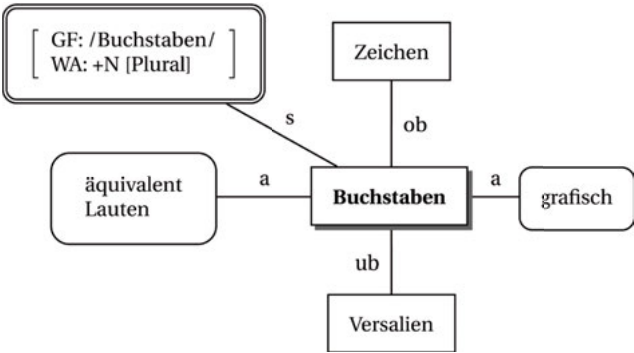 GF: /Buchstaben/
WA: +N [Plural]
Zeichen
s
ob
äquivalent
Lauten
a
Buchstaben
a
grafisch
ub
Versalien